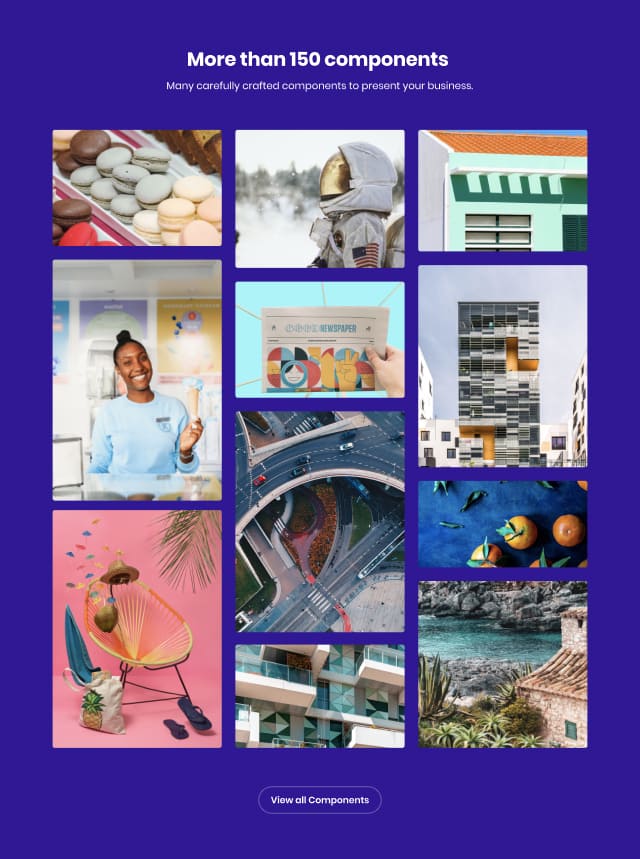 More than 150 components
Many carefully crafted components to present your business.
NEWSPAPER
View all Components